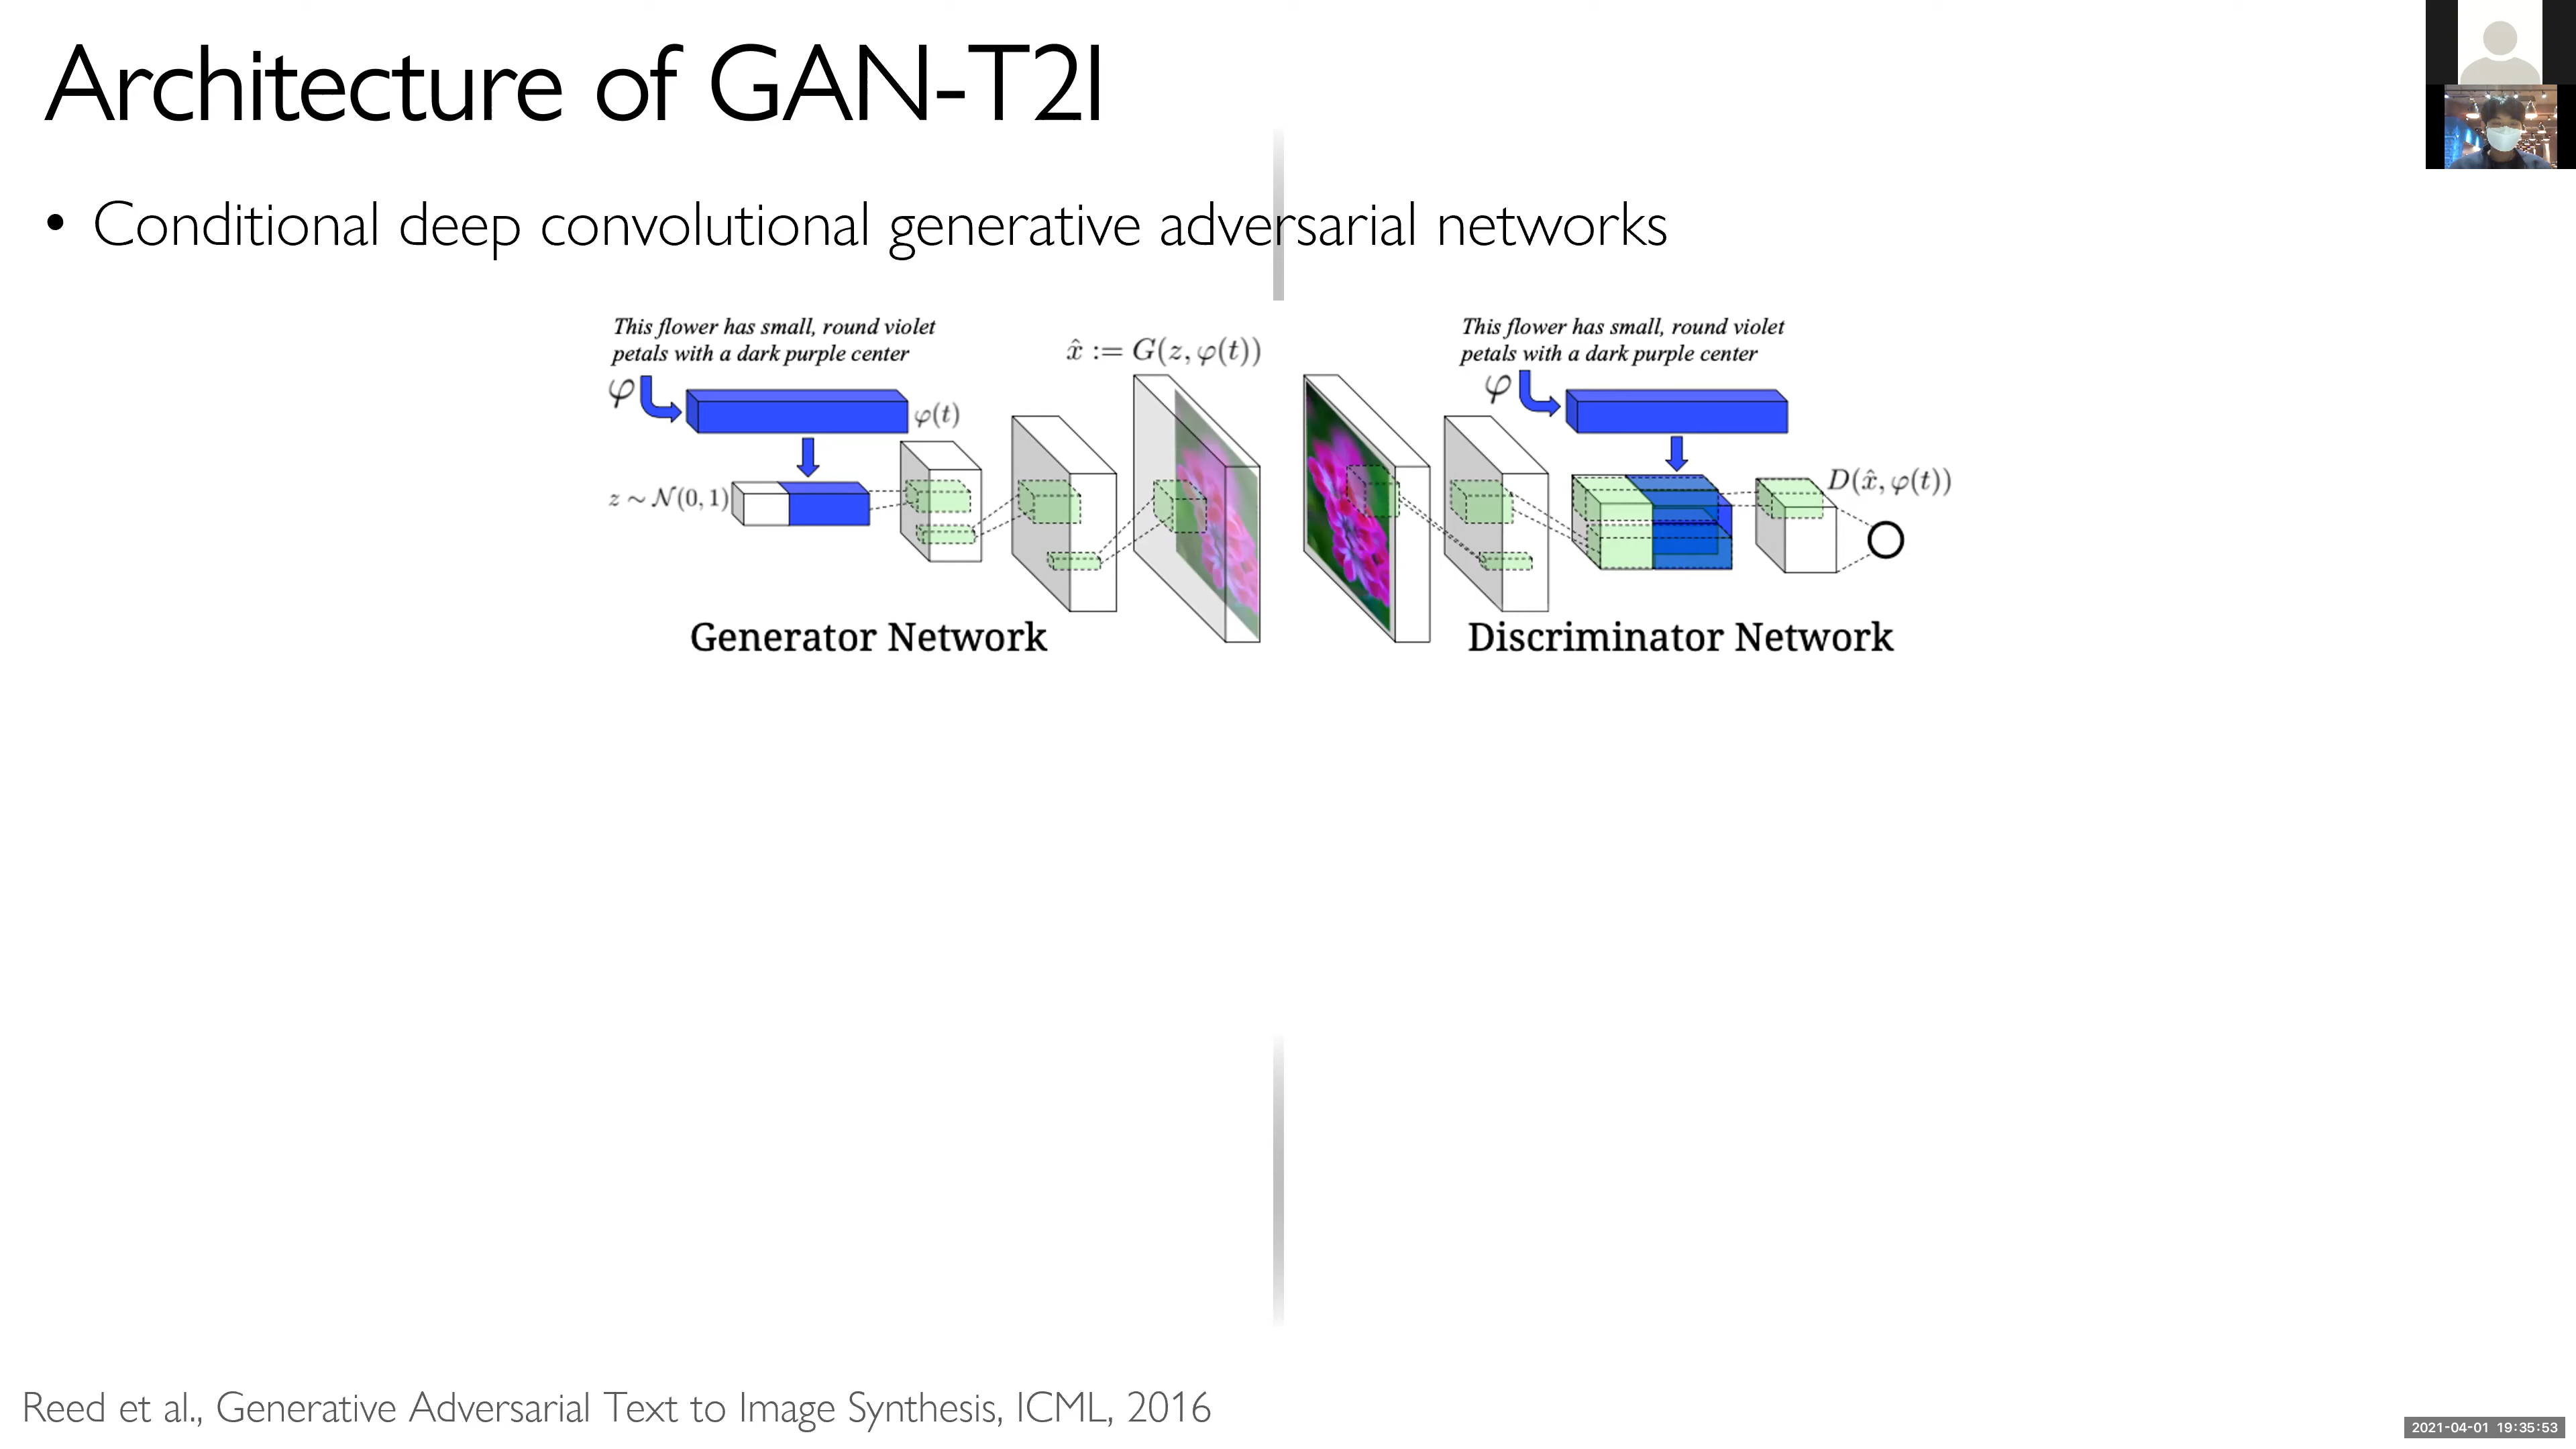 Architecture of GAN-T2I
• Conditional deep convolutional generative adversarial networks
This flower has small, round violet
petals with a dark purple center
φ
φ(t)
z ~ N(0, 1)
x̂ := G(z, φ(t))
Generator Network
This flower has small, round violet
petals with a dark purple center
φ
D(x̂, φ(t))
Discriminator Network
Reed et al., Generative Adversarial Text to Image Synthesis, ICML, 2016
2021-04-01 19:35:53